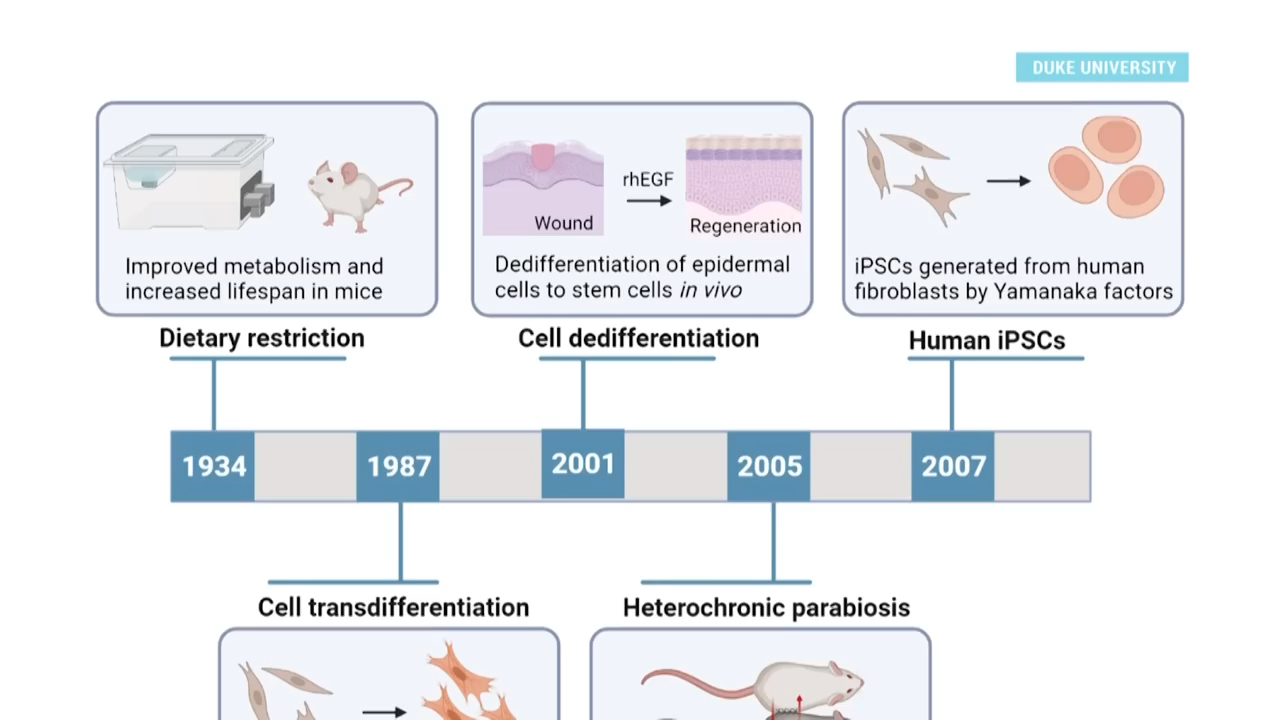 DUKE UNIVERSITY
rhEGF
Wound
Regeneration
Improved metabolism and
increased lifespan in mice
Dedifferentiation of epidermal
cells to stem cells in vivo
iPSCs generated from human
fibroblasts by Yamanaka factors
Dietary restriction
Cell dedifferentiation
Human iPSCs
1934
1987
2001
2005
2007
Cell transdifferentiation
Heterochronic parabiosis